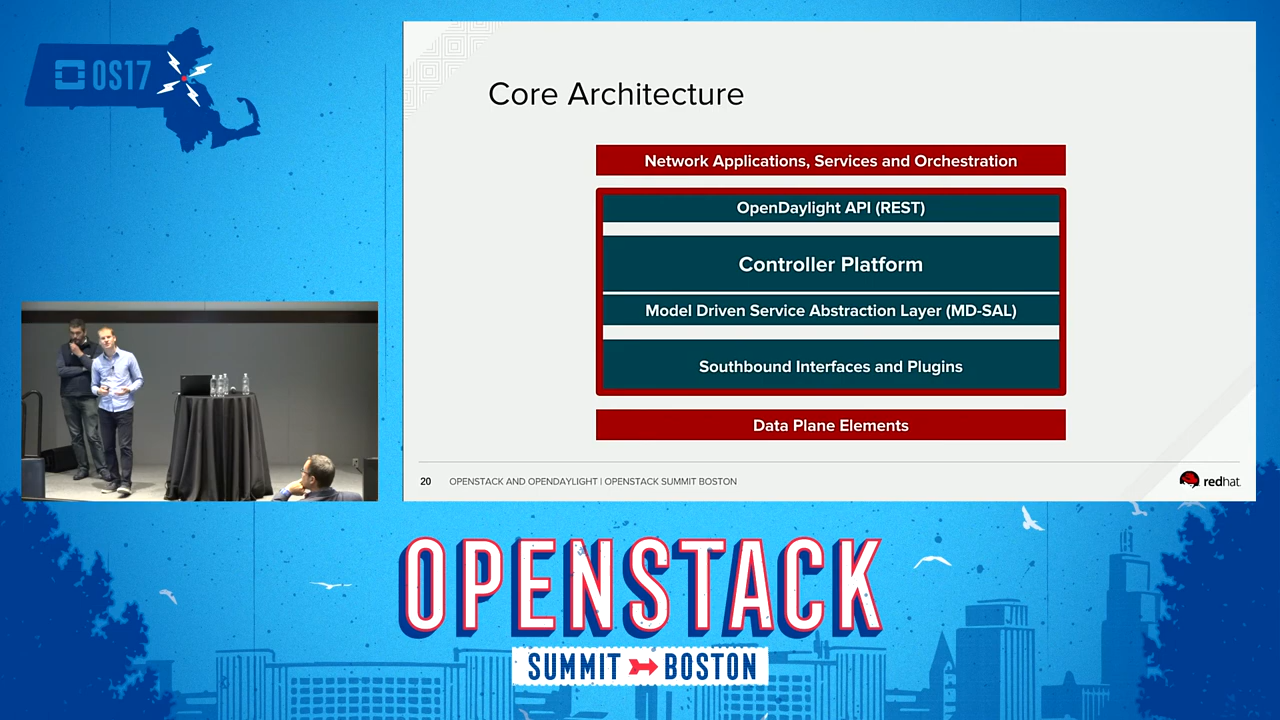 OS17
Core Architecture
Network Applications, Services and Orchestration
OpenDaylight API (REST)
Controller Platform
Model Driven Service Abstraction Layer (MD-SAL)
Southbound Interfaces and Plugins
Data Plane Elements
20 OPENSTACK AND OPENDAYLIGHT | OPENSTACK SUMMIT BOSTON
redhat.
OPENSTACK
SUMMIT BOSTON